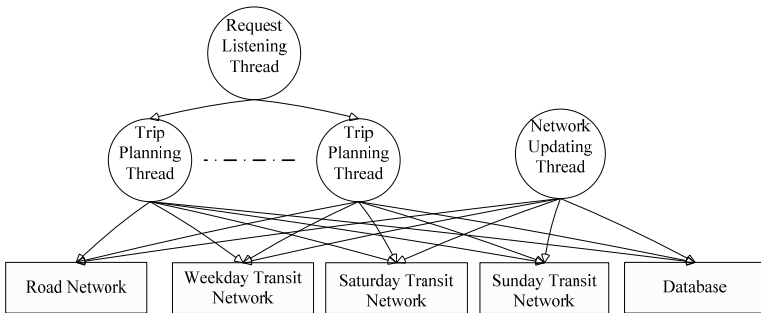 Request
Listening
Thread
Trip
Planning
Thread
Trip
Planning
Thread
Network
Updating
Thread
Road Network
Weekday Transit
Network
Saturday Transit
Network
Sunday Transit
Network
Database